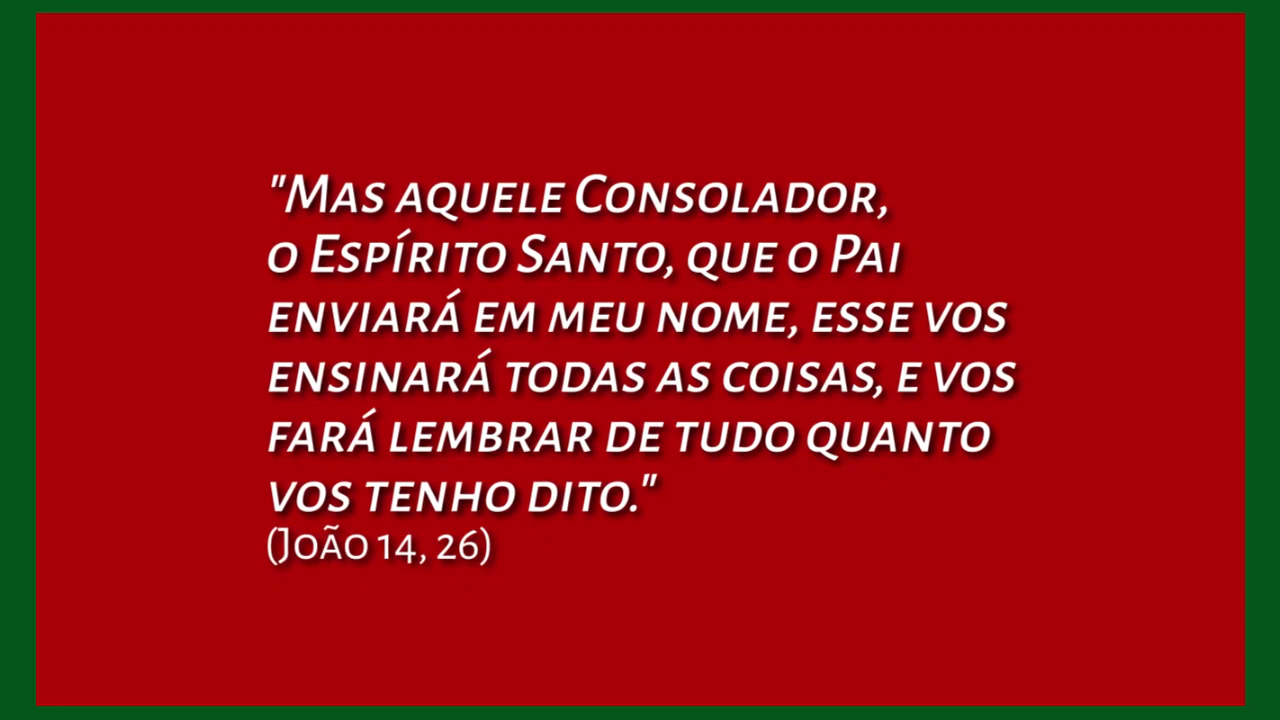 "Mas aquele Consolador,
o Espírito Santo, que o Pai
enviará em meu nome, esse vos
ensinará todas as coisas, e vos
fará lembrar de tudo quanto
vos tenho dito."
(João 14, 26)